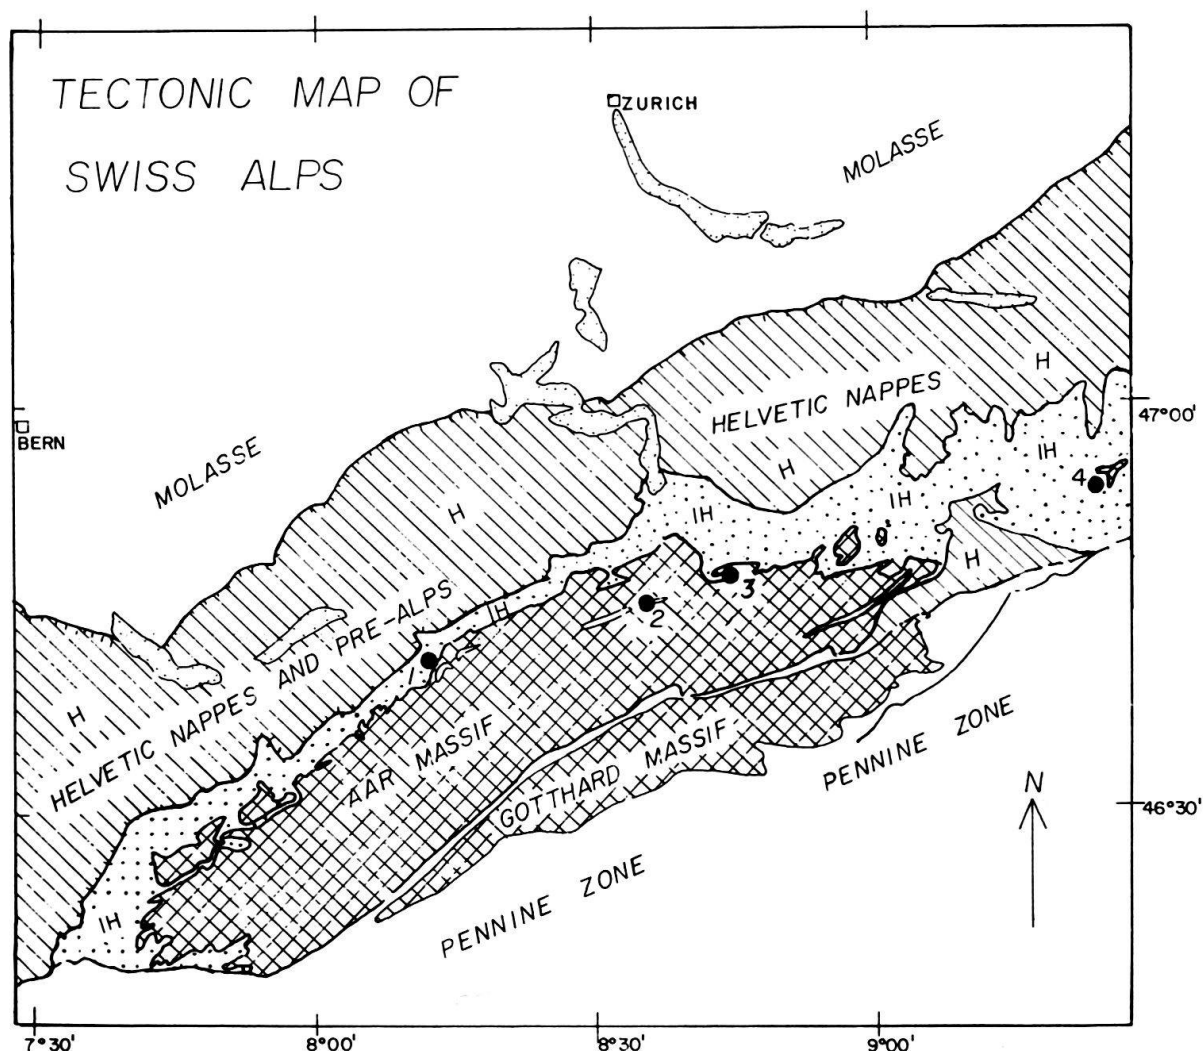 TECTONIC MAP OF
SWISS ALPS
ZURICH
MOLASSE
BERN
MOLASSE
HELVETIC NAPPES
H
H
H
H
H
IH
IH
IH
IH
IH
4
3
2
1
47°00'
HELVETIC NAPPES AND PRE-ALPS
AAR MASSIF
GOTTHARD MASSIF
PENNINE ZONE
PENNINE ZONE
N
46°30'
7°30'
8°00'
8°30'
9°00'